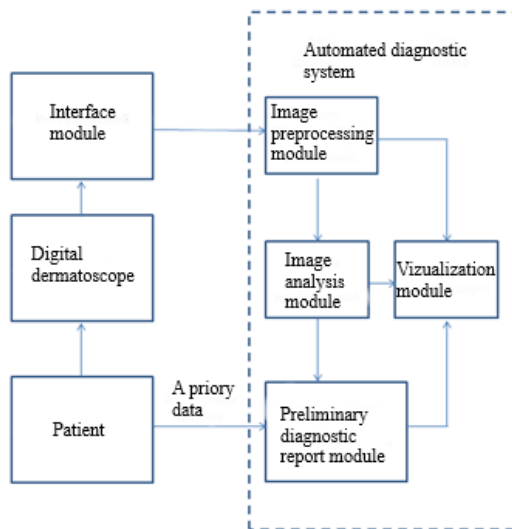 Automated diagnostic
system
Interface
module
Image
preprocessing
module
Digital
dermatoscope
Image
analysis
module
Vizualization
module
A priory
data
Patient
Preliminary
diagnostic
report module